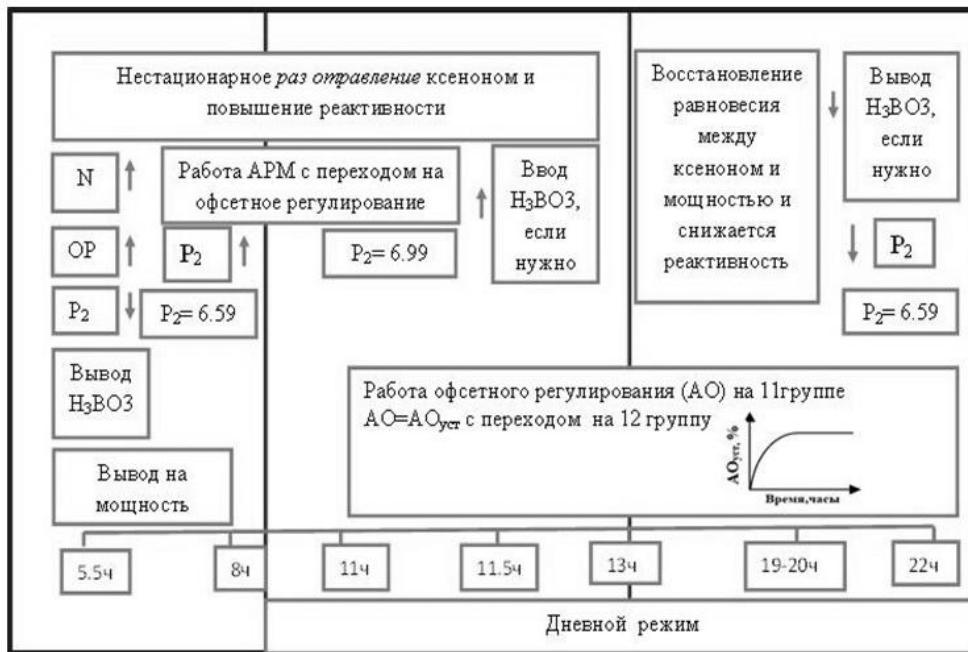 Нестационарное раз отравление ксеноном и
повышение реактивности
N
Работа АРМ с переходом на
офсетное регулирование
Ввод
H₃BO3,
если
нужно
Восстановление
равновесия
между
ксеноном и
мощностью и
снижается
реактивность
Вывод
H₃BO3,
если
нужно
ОР
P₂
P₂= 6.99
P₂
P₂
P₂= 6.59
P₂= 6.59
Вывод
H₃BO3
Работа офсетного регулирования (АО) на 11группе
АО=АОуст с переходом на 12 группу
АОуст, %
Время,часы
Вывод на
мощность
5.5ч
8ч
11ч
11.5ч
13ч
19-20ч
22ч
Дневной режим